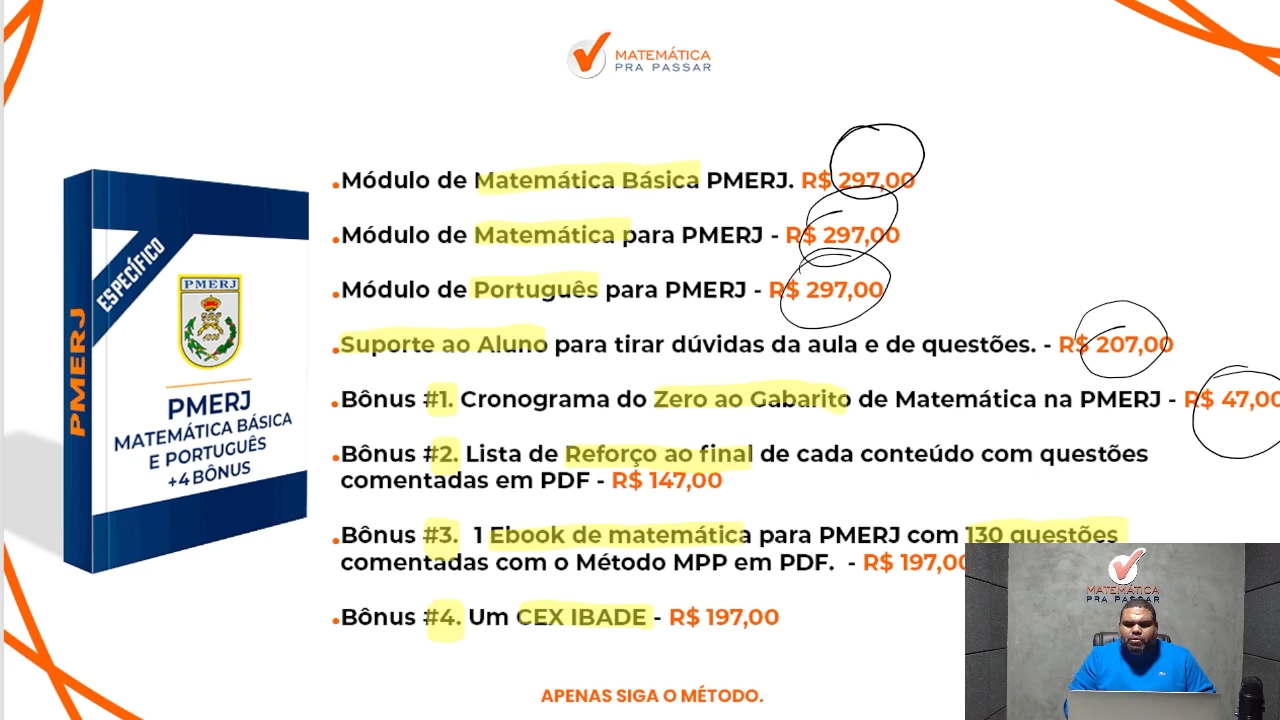 MATEMÁTICA
PRA PASSAR
•Módulo de Matemática Básica PMERJ. R$ 297,00
•Módulo de Matemática para PMERJ - R$ 297,00
•Módulo de Português para PMERJ - R$ 297,00
•Suporte ao Aluno para tirar dúvidas da aula e de questões. - R$ 207,00
•Bônus #1. Cronograma do Zero ao Gabarito de Matemática na PMERJ - R$ 47,00
•Bônus #2. Lista de Reforço ao final de cada conteúdo com questões
comentadas em PDF - R$ 147,00
•Bônus #3. 1 Ebook de matemática para PMERJ com 130 questões
comentadas com o Método MPP em PDF. - R$ 197,00
•Bônus #4. Um CEX IBADE - R$ 197,00
APENAS SIGA O MÉTODO.
PMERJ
ESPECÍFICO
PMERJ
PMERJ
MATEMÁTICA BÁSICA
E PORTUGUÊS
+4 BÔNUS
MATEMÁTICA
PRA PASSAR